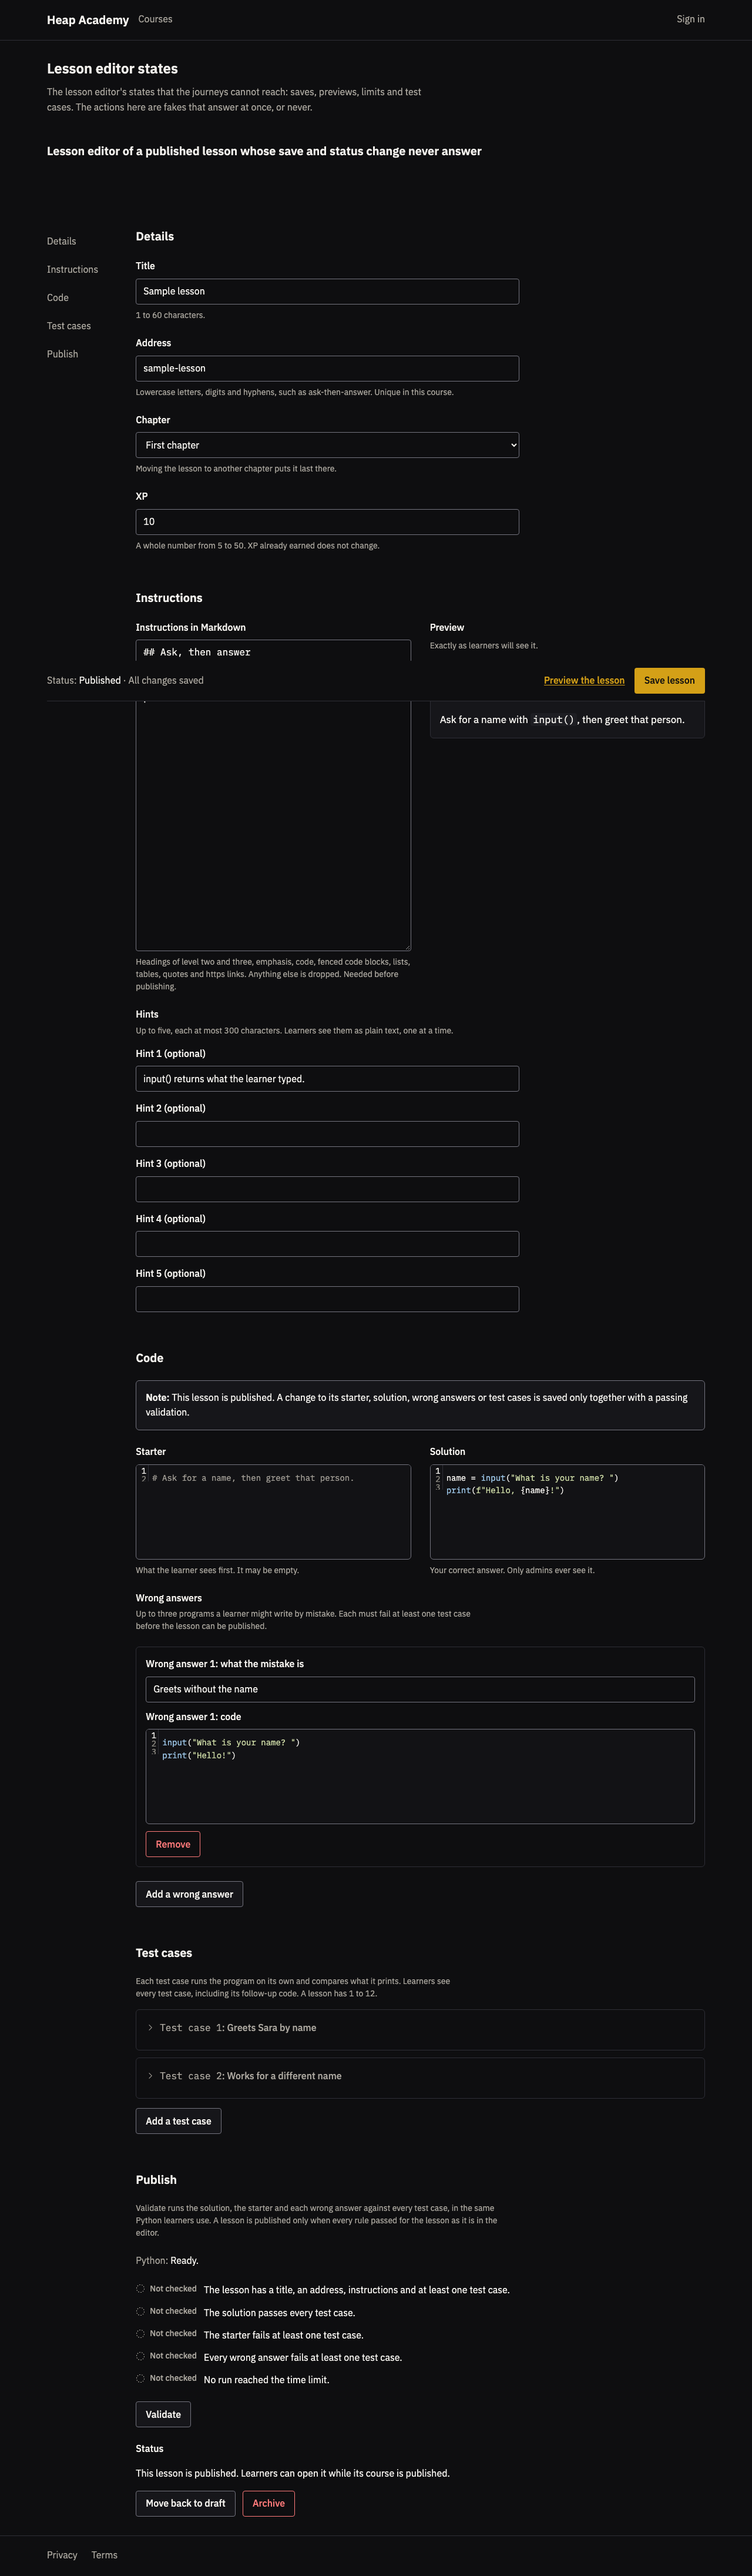 Heap Academy Courses Sign in
Lesson editor states
The lesson editor's states that the journeys cannot reach: saves, previews, limits and test
cases. The actions here are fakes that answer at once, or never.
Lesson editor of a published lesson whose save and status change never answer
Details
Instructions
Code
Test cases
Publish
Details
Title
Sample lesson
1 to 60 characters.
Address
sample-lesson
Lowercase letters, digits and hyphens, such as ask-then-answer. Unique in this course.
Chapter
First chapter
Moving the lesson to another chapter puts it last there.
XP
10
A whole number from 5 to 50. XP already earned does not change.
Instructions
Instructions in Markdown
## Ask, then answer
Preview
Exactly as learners will see it.
Status: Published · All changes saved
Preview the lesson
Save lesson
Ask for a name with input(), then greet that person.
Headings of level two and three, emphasis, code, fenced code blocks, lists,
tables, quotes and https links. Anything else is dropped. Needed before
publishing.
Hints
Up to five, each at most 300 characters. Learners see them as plain text, one at a time.
Hint 1 (optional)
input() returns what the learner typed.
Hint 2 (optional)
Hint 3 (optional)
Hint 4 (optional)
Hint 5 (optional)
Code
Note: This lesson is published. A change to its starter, solution, wrong answers or test cases is saved only together with a passing
validation.
Starter
1
2 # Ask for a name, then greet that person.
What the learner sees first. It may be empty.
Solution
1
2 name = input("What is your name? ")
3 print(f"Hello, {name}!")
Your correct answer. Only admins ever see it.
Wrong answers
Up to three programs a learner might write by mistake. Each must fail at least one test case
before the lesson can be published.
Wrong answer 1: what the mistake is
Greets without the name
Wrong answer 1: code
1
2 input("What is your name? ")
3 print("Hello!")
Remove
Add a wrong answer
Test cases
Each test case runs the program on its own and compares what it prints. Learners see
every test case, including its follow-up code. A lesson has 1 to 12.
Test case 1: Greets Sara by name
Test case 2: Works for a different name
Add a test case
Publish
Validate runs the solution, the starter and each wrong answer against every test case, in the same
Python learners use. A lesson is published only when every rule passed for the lesson as it is in the
editor.
Python: Ready.
Not checked The lesson has a title, an address, instructions and at least one test case.
Not checked The solution passes every test case.
Not checked The starter fails at least one test case.
Not checked Every wrong answer fails at least one test case.
Not checked No run reached the time limit.
Validate
Status
This lesson is published. Learners can open it while its course is published.
Move back to draft Archive
Privacy Terms